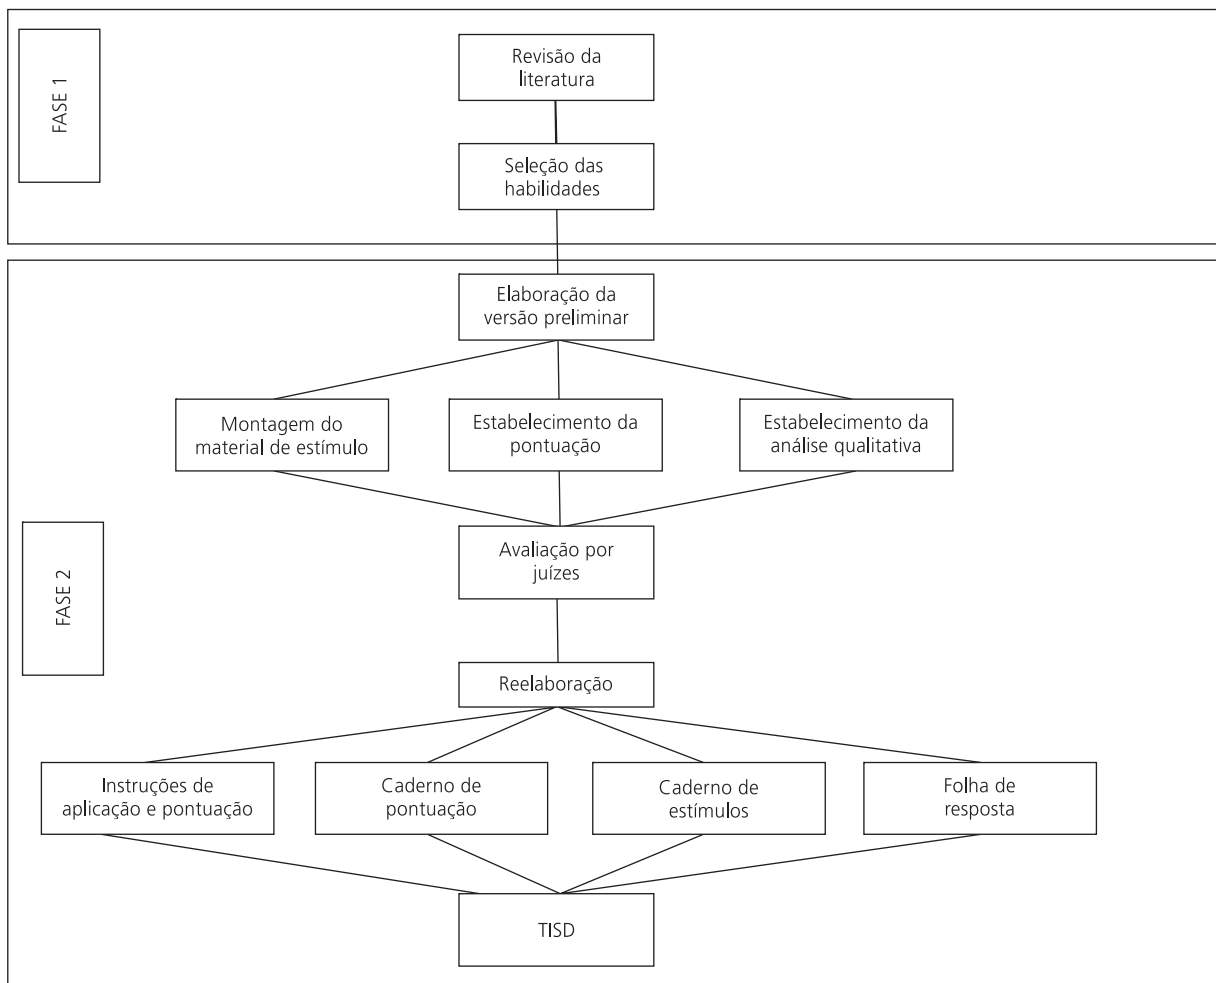 FASE 1
Revisão da
literatura
Seleção das
habilidades
FASE 2
Elaboração da
versão preliminar
Montagem do
material de estímulo
Estabelecimento da
pontuação
Estabelecimento da
análise qualitativa
Avaliação por
juízes
Reelaboração
Instruções de
aplicação e pontuação
Caderno de
pontuação
Caderno de
estímulos
Folha de
resposta
TISD